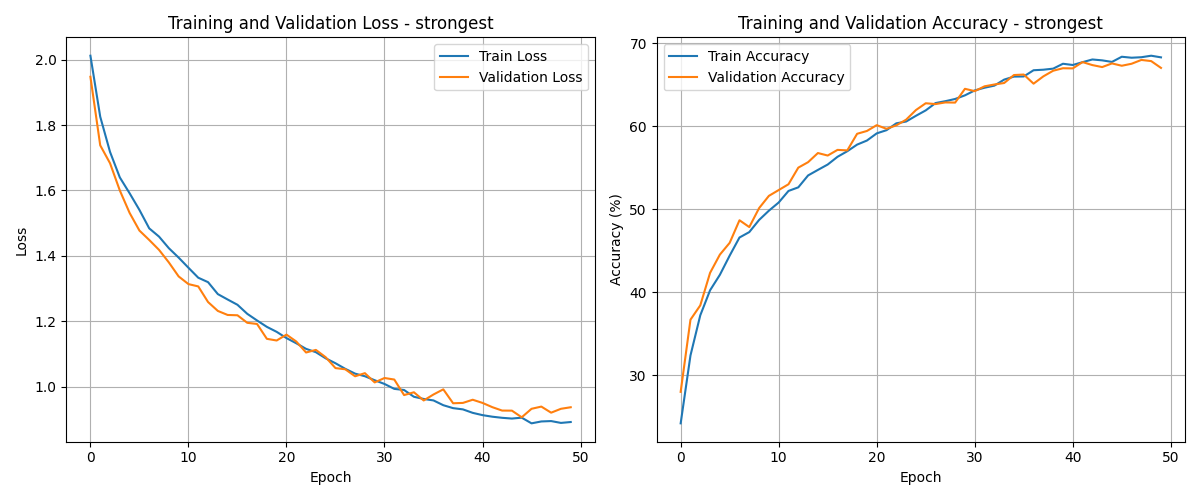 Training and Validation Loss - strongest
Train Loss
Validation Loss
2.0
1.8
1.6
1.4
1.2
1.0
Loss
0 10 20 30 40 50
Epoch
Training and Validation Accuracy - strongest
Train Accuracy
Validation Accuracy
70
60
50
40
30
Accuracy (%)
0 10 20 30 40 50
Epoch